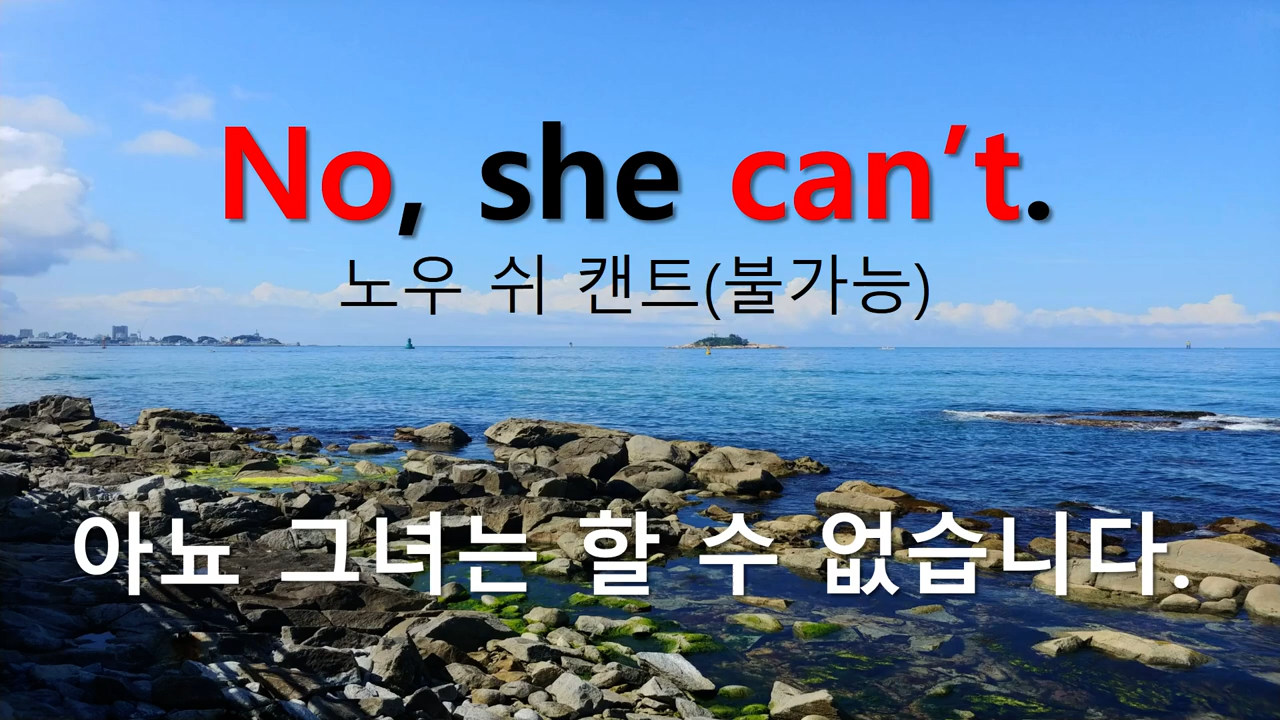 No, she can’t.
노우 쉬 캔트(불가능)
아뇨 그녀는 할 수 없습니다.